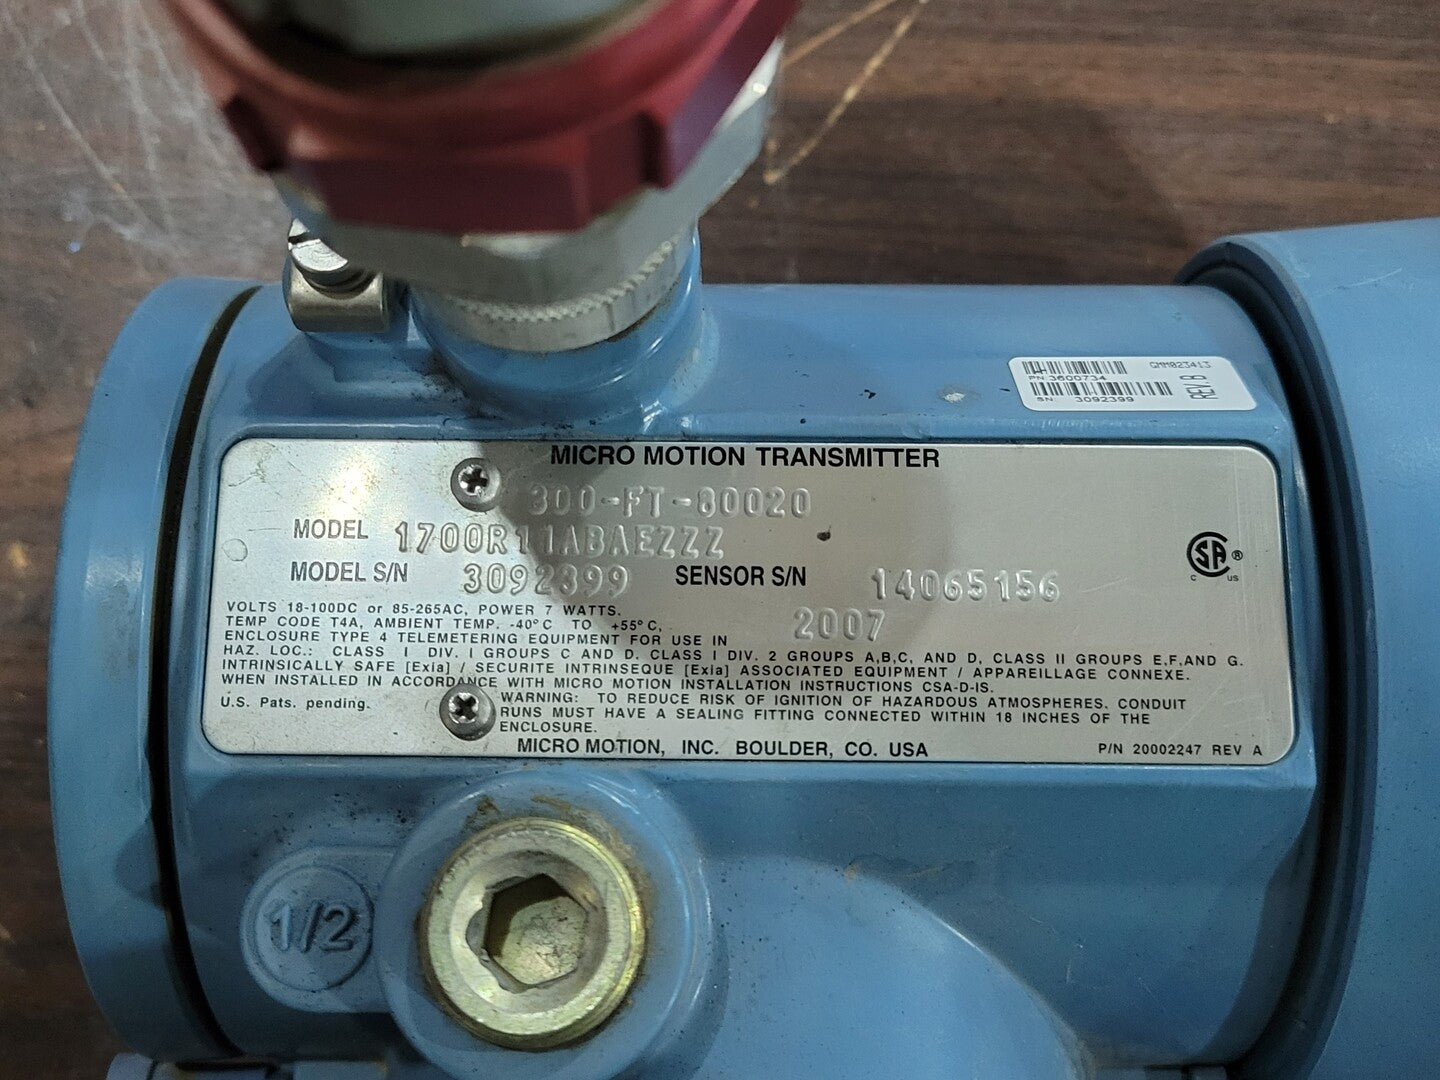 PN 3600734
GMM023413
SN: 3092399
REV. B
MICRO MOTION TRANSMITTER
300-FT-80020
MODEL 1700R11ABAEZZZ
MODEL S/N 3092399 SENSOR S/N 14065156
2007
VOLTS 18-100DC or 85-265AC, POWER 7 WATTS.
TEMP CODE T4A, AMBIENT TEMP. -40°C TO +55°C,
ENCLOSURE TYPE 4 TELEMETERING EQUIPMENT FOR USE IN
HAZ. LOC.: CLASS I DIV. I GROUPS C AND D, CLASS I DIV. 2 GROUPS A,B,C, AND D, CLASS II GROUPS E,F,AND G.
INTRINSICALLY SAFE [Exia] / SECURITE INTRINSEQUE [Exia] ASSOCIATED EQUIPMENT / APPAREILLAGE CONNEXE.
WHEN INSTALLED IN ACCORDANCE WITH MICRO MOTION INSTALLATION INSTRUCTIONS CSA-D-IS.
U.S. Pats. pending.
WARNING: TO REDUCE RISK OF IGNITION OF HAZARDOUS ATMOSPHERES, CONDUIT
RUNS MUST HAVE A SEALING FITTING CONNECTED WITHIN 18 INCHES OF THE
ENCLOSURE.
MICRO MOTION, INC. BOULDER, CO. USA
P/N 20002247 REV A
SA ®
C US
1/2